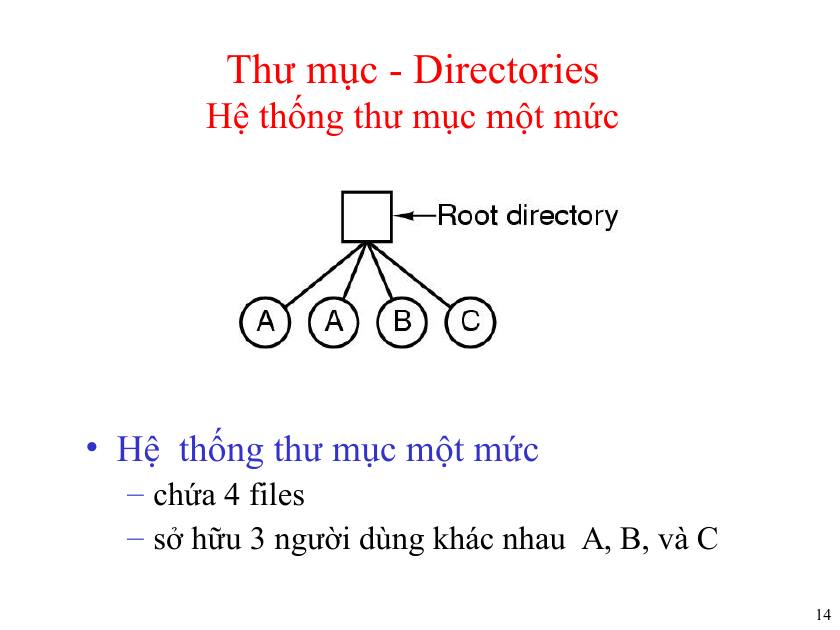 Thư mục - Directories
Hệ thống thư mục một mức
Root directory
A A B C
• Hệ thống thư mục một mức
– chứa 4 files
– sở hữu 3 người dùng khác nhau A, B, và C
14